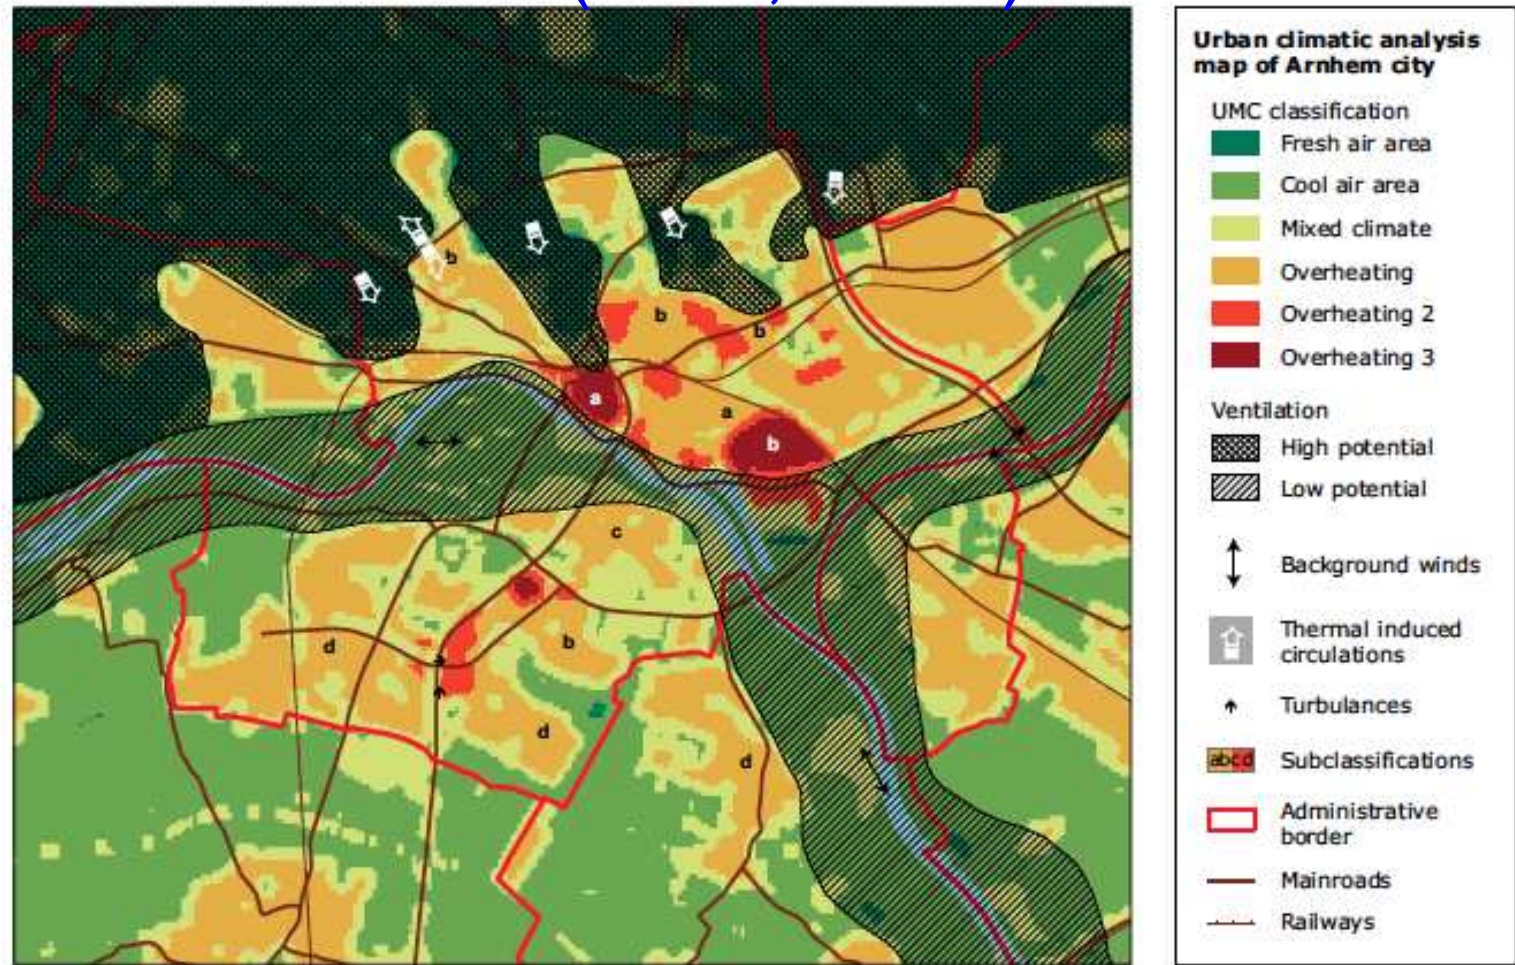 Urban climatic analysis
map of Arnhem city
UMC classification
Fresh air area
Cool air area
Mixed climate
Overheating
Overheating 2
Overheating 3
Ventilation
High potential
Low potential
Background winds
Thermal induced
circulations
Turbulances
abcd Subclassifications
Administrative
border
Mainroads
Railways
b
b
b
a
a
b
c
d
b
d
d